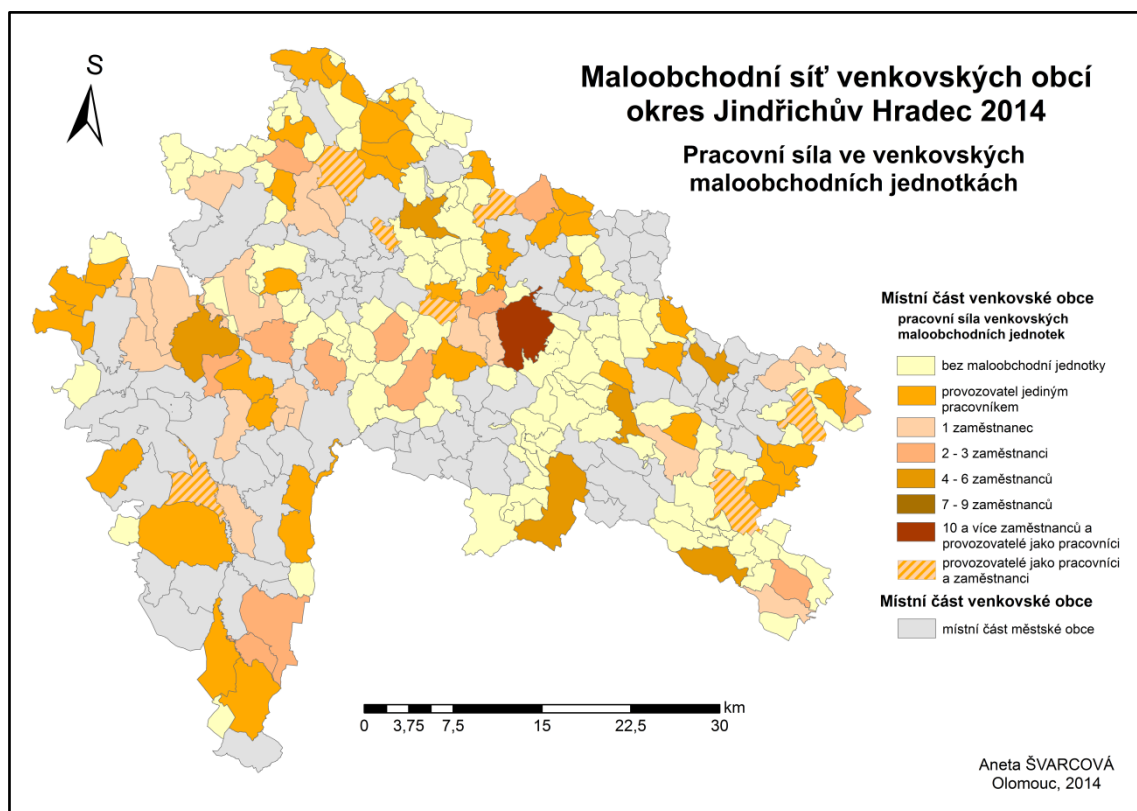 S
Maloobchodní síť venkovských obcí
okres Jindřichův Hradec 2014
Pracovní síla ve venkovských
maloobchodních jednotkách
Místní část venkovské obce
pracovní síla venkovských
maloobchodních jednotek
bez maloobchodní jednotky
provozovatel jediným
pracovníkem
1 zaměstnanec
2 - 3 zaměstnanci
4 - 6 zaměstnanců
7 - 9 zaměstnanců
10 a více zaměstnanců a
provozovatelé jako pracovníci
provozovatelé jako pracovníci
a zaměstnanci
Místní část venkovské obce
místní část městské obce
km
0 3,75 7,5 15 22,5 30
Aneta ŠVARCOVÁ
Olomouc, 2014